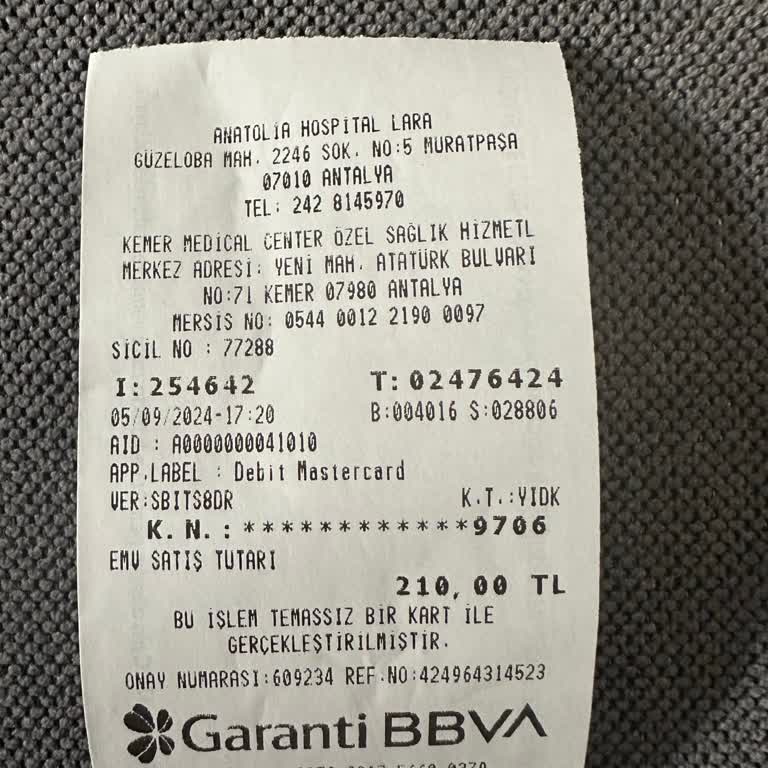 ANATOLİA HOSPİTAL LARA
GÜZELOBA MAH. 2246 SOK. NO:5 MURATPAŞA
07010 ANTALYA
TEL: 242 8145970
KEMER MEDİCAL CENTER ÖZEL SAĞLIK HİZMETL
MERKEZ ADRESİ: YENİ MAH. ATATÜRK BULVARI
NO:71 KEMER 07980 ANTALYA
MERSİS NO: 0544 0012 2190 0097
SİCİL NO : 77288
I: 254642 T: 02476424
05/09/2024-17:20 B:004016 S:028806
AID : A0000000041010
APP.LABEL : Debit Mastercard
VER:SBITS8DR K.T.:YIDK
K. N. : ************9706
EMV SATIŞ TUTARI
210,00 TL
BU İŞLEM TEMASSIZ BİR KART İLE
GERÇEKLEŞTİRİLMİŞTİR.
ONAY NUMARASI:609234 REF.NO:424964314523
Garanti BBVA